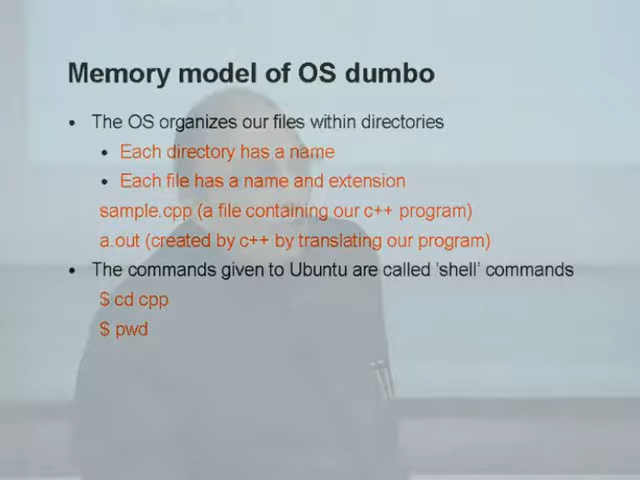 Memory model of OS dumbo
• The OS organizes our files within directories
• Each directory has a name
• Each file has a name and extension
sample.cpp (a file containing our c++ program)
a.out (created by c++ by translating our program)
• The commands given to Ubuntu are called 'shell' commands
$ cd cpp
$ pwd